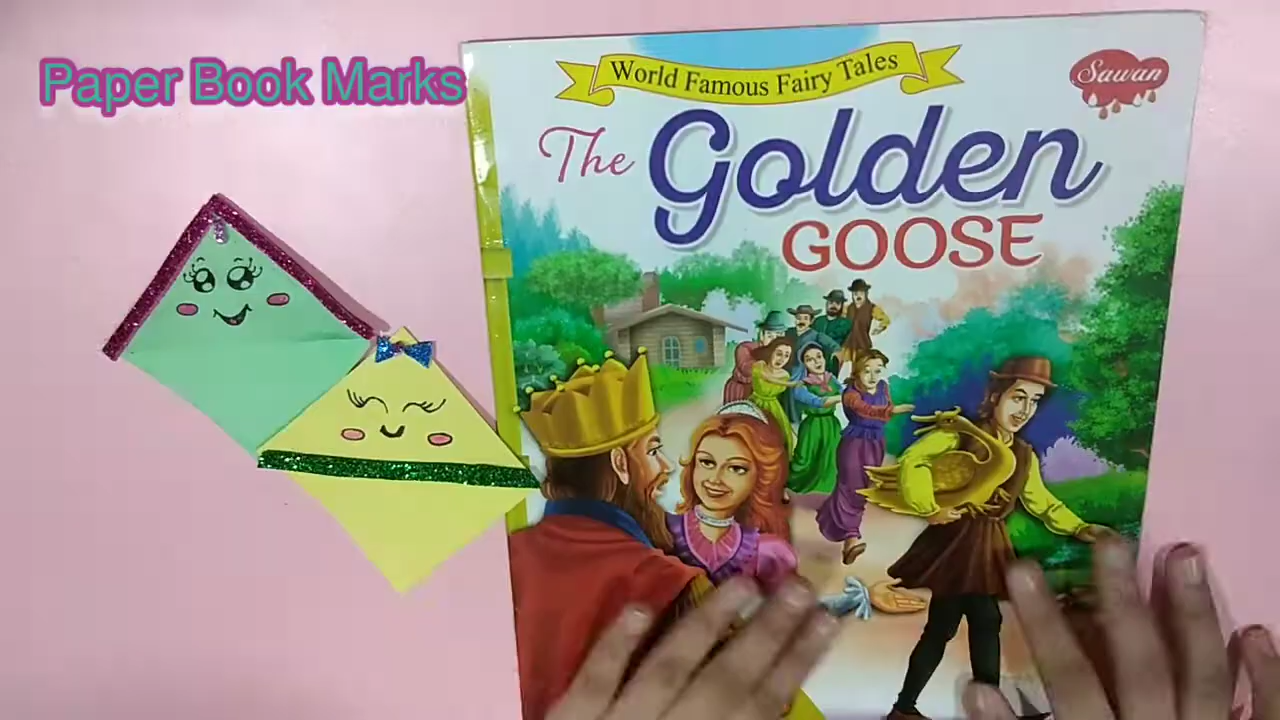 Paper Book Marks
World Famous Fairy Tales
Sawan
The Golden
GOOSE